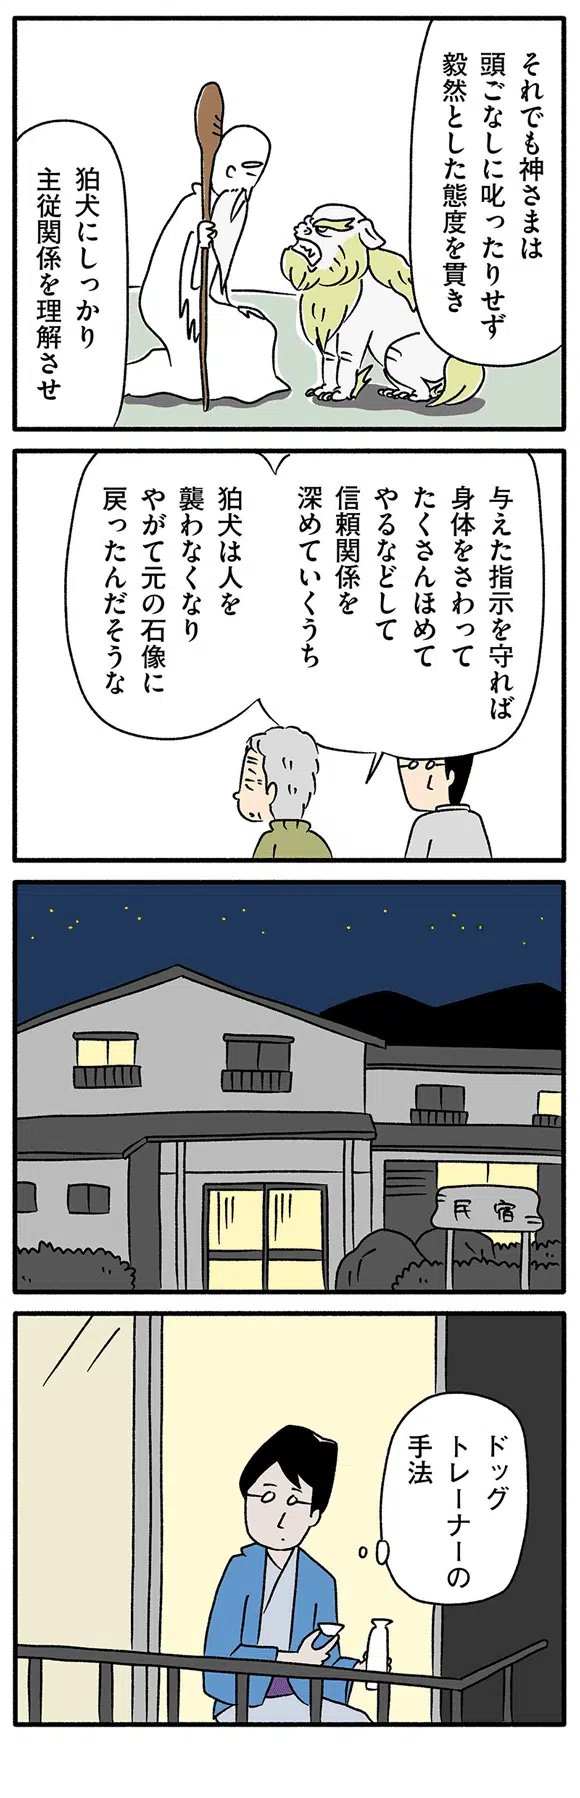 それでも神さまは
頭ごなしに叱ったりせず
毅然とした態度を貫き
狛犬にしっかり
主従関係を理解させ
与えた指示を守れば
身体をさわって
たくさんほめて
やるなどして
信頼関係を
深めていくうち
狛犬は人を
襲わなくなり
やがて元の石像に
戻ったんだそうな
民宿
ドッグ
トレーナーの
手法